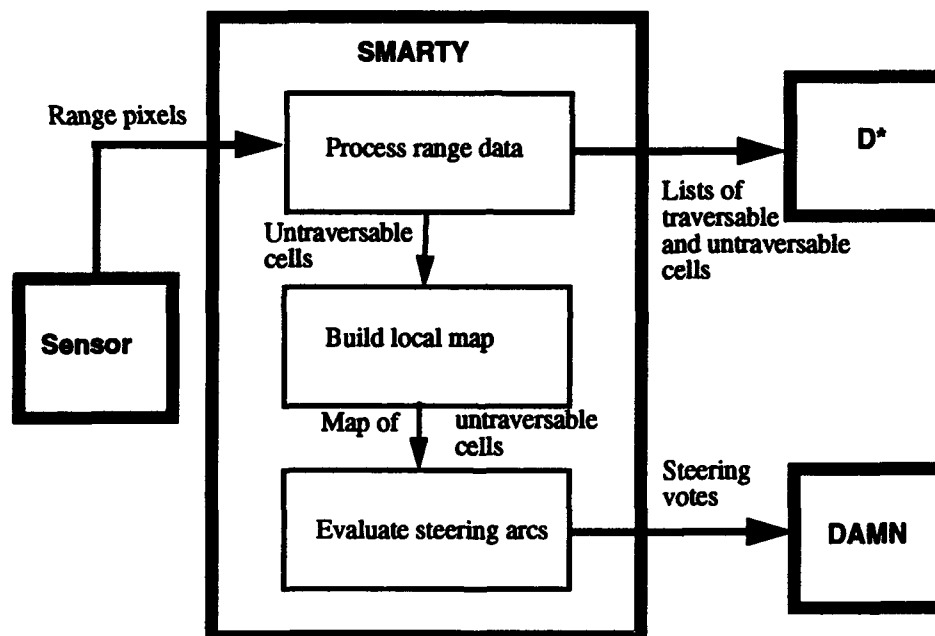 SMARTY
Range pixels
Process range data
D*
Lists of
traversable
and untraversable
cells
Untraversable
cells
Sensor
Build local map
Map of untraversable
cells
Steering
votes
Evaluate steering arcs
DAMN